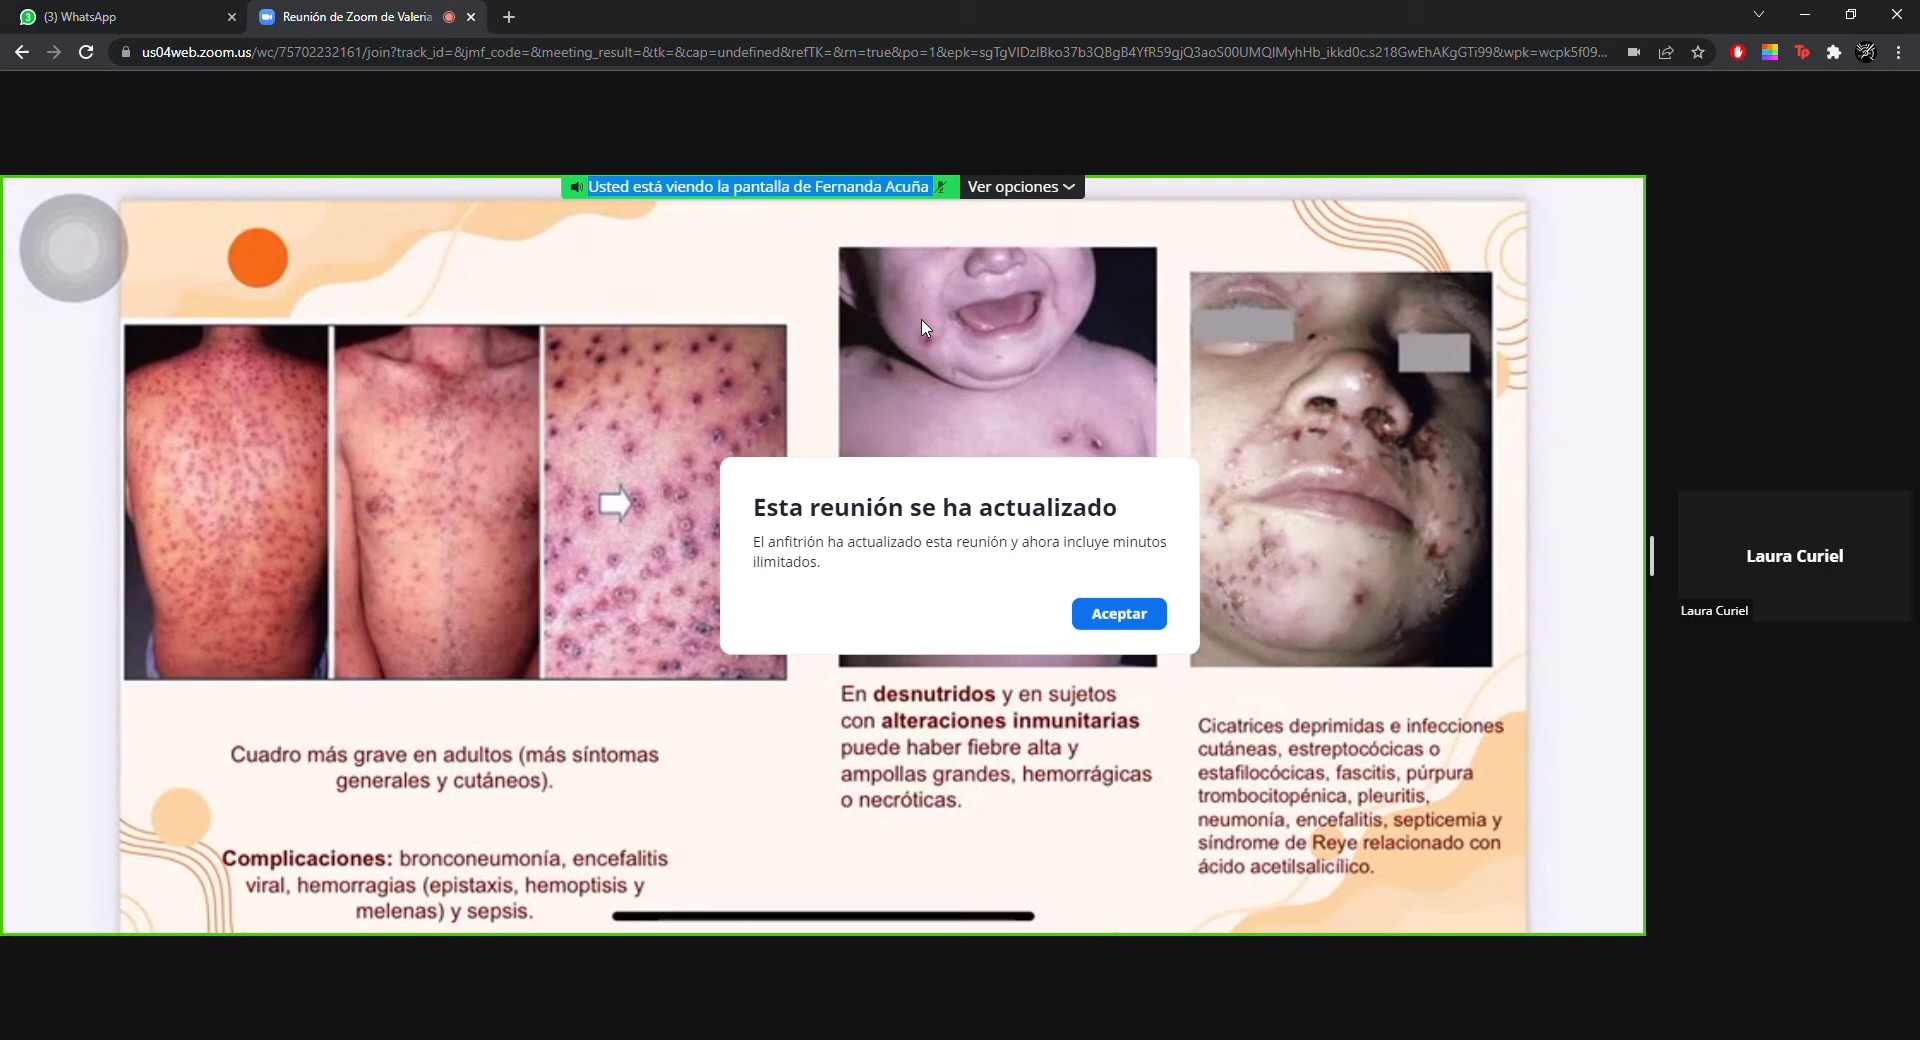 (3) WhatsApp
Reunión de Zoom de Valeria
us04web.zoom.us/wc/75702232161/join?track_id=&jmf_code=&meeting_result=&tk=&cap=undefined&refTK=&rn=true&po=1&epk=sgTgVIDzIBko37b3QBgB4YfR59gjQ3aoS00UMQIMyhHb_ikkd0c.s218GwEhAKgGTi99&wpk=wcpk5f09...
Usted está viendo la pantalla de Fernanda Acuña
Ver opciones
Esta reunión se ha actualizado
El anfitrión ha actualizado esta reunión y ahora incluye minutos
ilimitados.
Aceptar
Laura Curiel
Laura Curiel
Cuadro más grave en adultos (más síntomas
generales y cutáneos).
Complicaciones: bronconeumonía, encefalitis
viral, hemorragias (epistaxis, hemoptisis y
melenas) y sepsis.
En desnutridos y en sujetos
con alteraciones inmunitarias
puede haber fiebre alta y
ampollas grandes, hemorrágicas
o necróticas.
Cicatrices deprimidas e infecciones
cutáneas, estreptocócicas o
estafilocócicas, fascitis, púrpura
trombocitopénica, pleuritis,
neumonía, encefalitis, septicemia y
síndrome de Reye relacionado con
ácido acetilsalicílico.